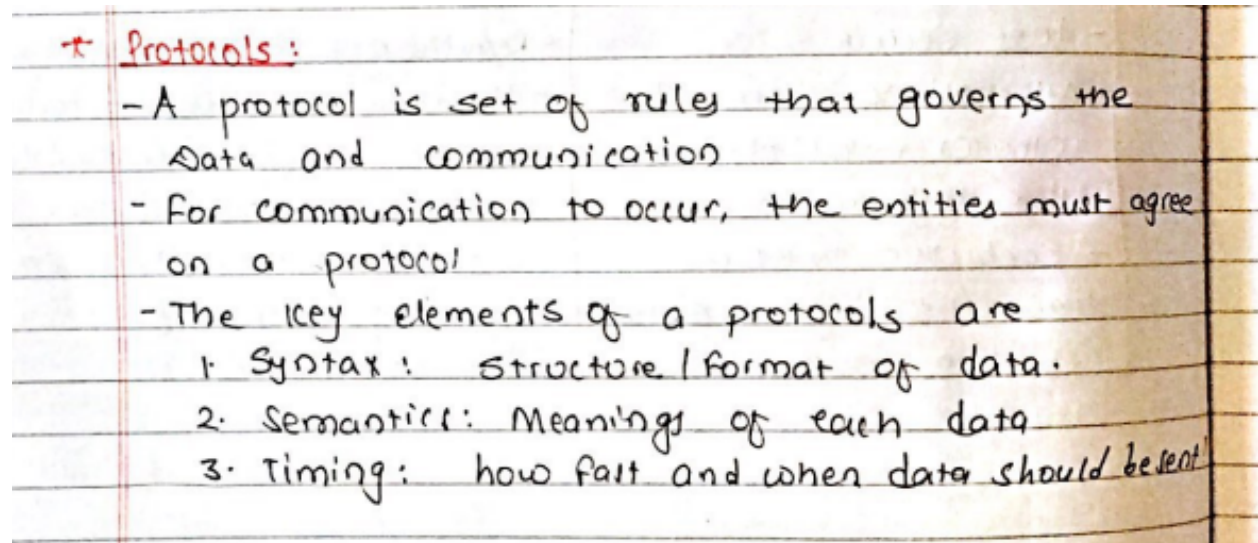 * Protocols :
- A protocol is set of rules that governs the
Data and communication
- For communication to occur, the entities must agree
on a protocol
- The key elements of a protocols are
1. Syntax : Structure / Format of data.
2. Semantics : Meanings of each data
3. Timing : how fast and when data should be sent